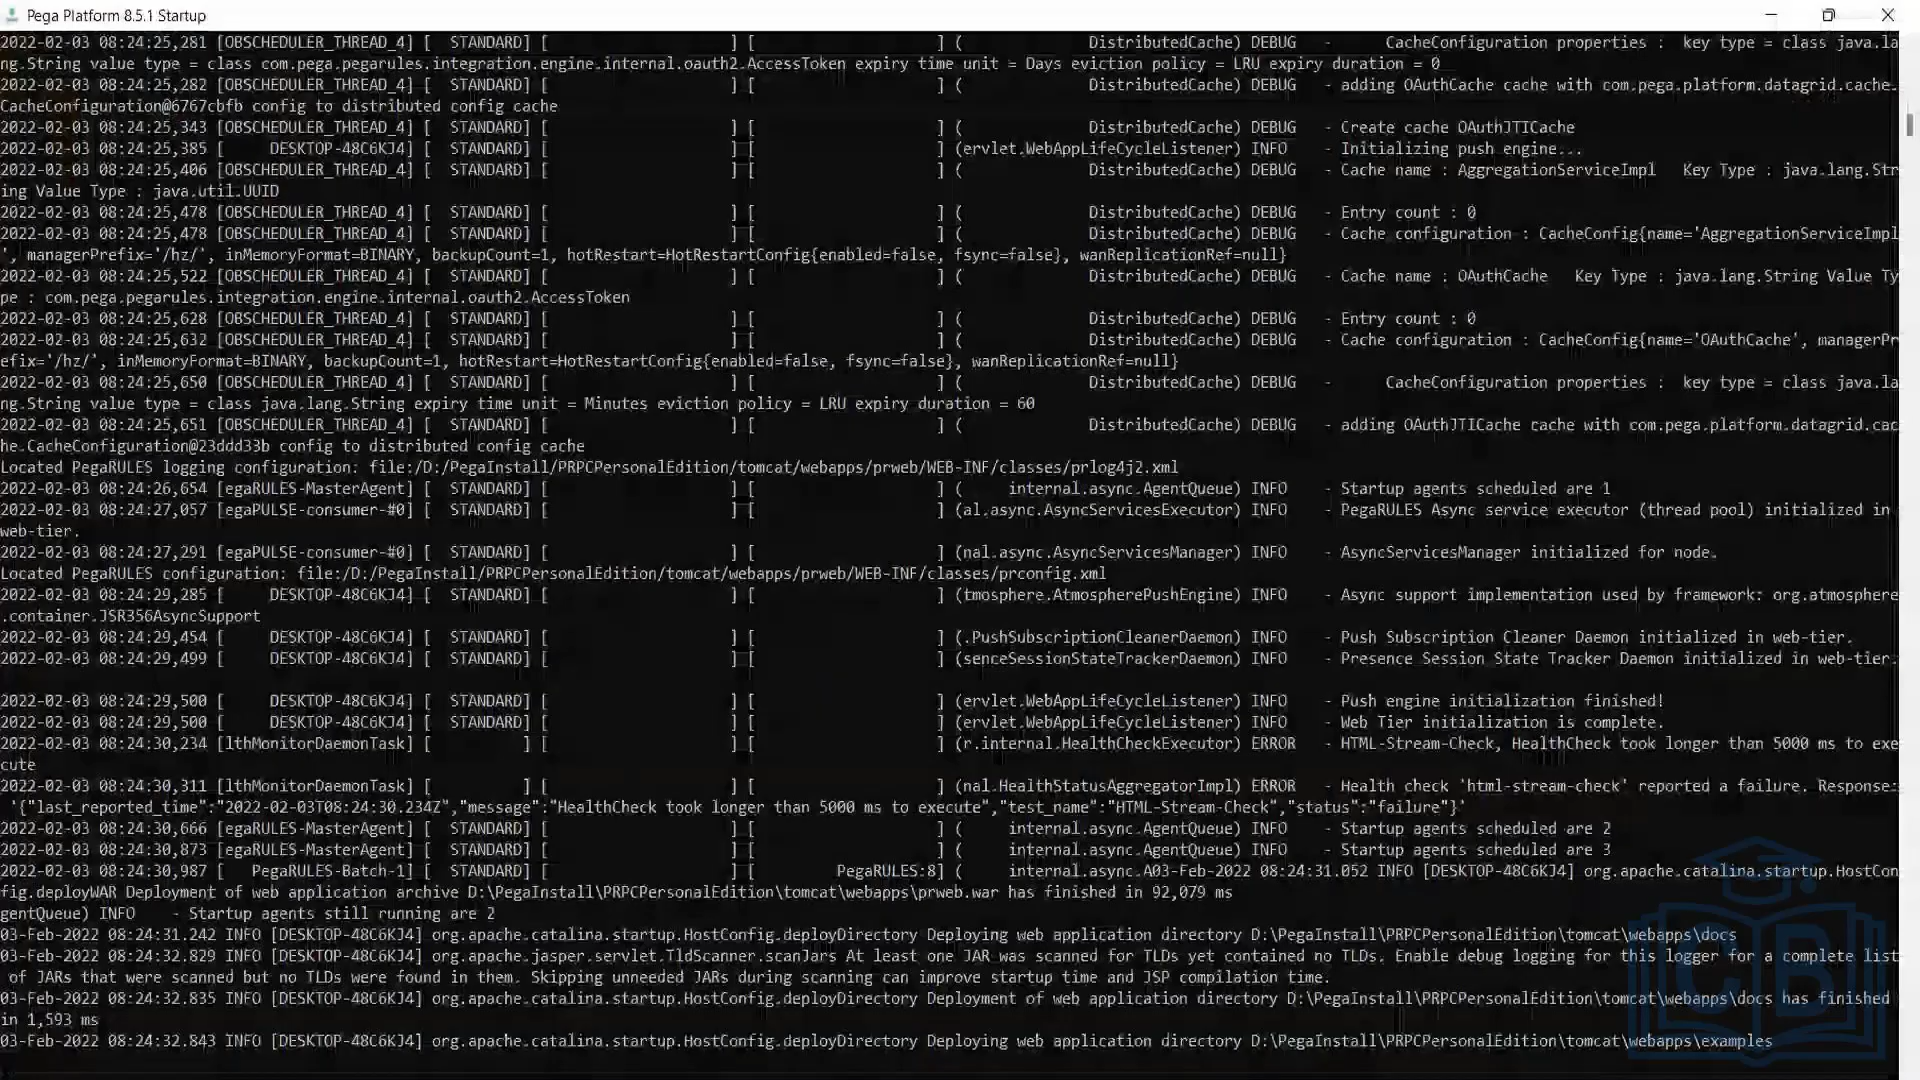 Pega Platform 8.5.1 Startup
2022-02-03 08:24:25,281 [OBSCHEDULER_THREAD_4] [  STANDARD] [                    ] [                    ] (              DistributedCache) DEBUG   -      CacheConfiguration properties :  key type = class java.la
ng.String value type = class com.pega.pegarules.integration.engine.internal.oauth2.AccessToken expiry time unit = Days eviction policy = LRU expiry duration = 0
2022-02-03 08:24:25,282 [OBSCHEDULER_THREAD_4] [  STANDARD] [                    ] [                    ] (              DistributedCache) DEBUG   - adding OAuthCache cache with com.pega.platform.datagrid.cache.
CacheConfiguration@6767cbfb config to distributed config cache
2022-02-03 08:24:25,343 [OBSCHEDULER_THREAD_4] [  STANDARD] [                    ] [                    ] (              DistributedCache) DEBUG   - Create cache OAuthJTICache
2022-02-03 08:24:25,385 [     DESKTOP-48C6KJ4] [  STANDARD] [                    ] [                    ] (ervlet.WebAppLifeCycleListener) INFO    - Initializing push engine...
2022-02-03 08:24:25,406 [OBSCHEDULER_THREAD_4] [  STANDARD] [                    ] [                    ] (              DistributedCache) DEBUG   - Cache name : AggregationServiceImpl   Key Type : java.lang.Str
ing Value Type : java.util.UUID
2022-02-03 08:24:25,478 [OBSCHEDULER_THREAD_4] [  STANDARD] [                    ] [                    ] (              DistributedCache) DEBUG   - Entry count : 0
2022-02-03 08:24:25,478 [OBSCHEDULER_THREAD_4] [  STANDARD] [                    ] [                    ] (              DistributedCache) DEBUG   - Cache configuration : CacheConfig{name='AggregationServiceImpl
', managerPrefix='/hz/', inMemoryFormat=BINARY, backupCount=1, hotRestart=HotRestartConfig{enabled=false, fsync=false}, wanReplicationRef=null}
2022-02-03 08:24:25,522 [OBSCHEDULER_THREAD_4] [  STANDARD] [                    ] [                    ] (              DistributedCache) DEBUG   - Cache name : OAuthCache   Key Type : java.lang.String Value Ty
pe : com.pega.pegarules.integration.engine.internal.oauth2.AccessToken
2022-02-03 08:24:25,628 [OBSCHEDULER_THREAD_4] [  STANDARD] [                    ] [                    ] (              DistributedCache) DEBUG   - Entry count : 0
2022-02-03 08:24:25,632 [OBSCHEDULER_THREAD_4] [  STANDARD] [                    ] [                    ] (              DistributedCache) DEBUG   - Cache configuration : CacheConfig{name='OAuthCache', managerPr
efix='/hz/', inMemoryFormat=BINARY, backupCount=1, hotRestart=HotRestartConfig{enabled=false, fsync=false}, wanReplicationRef=null}
2022-02-03 08:24:25,650 [OBSCHEDULER_THREAD_4] [  STANDARD] [                    ] [                    ] (              DistributedCache) DEBUG   -      CacheConfiguration properties :  key type = class java.la
ng.String value type = class java.lang.String expiry time unit = Minutes eviction policy = LRU expiry duration = 60
2022-02-03 08:24:25,651 [OBSCHEDULER_THREAD_4] [  STANDARD] [                    ] [                    ] (              DistributedCache) DEBUG   - adding OAuthJTICache cache with com.pega.platform.datagrid.cac
he.CacheConfiguration@23ddd33b config to distributed config cache
Located PegaRULES logging configuration: file:/D:/PegaInstall/PRPCPersonalEdition/tomcat/webapps/prweb/WEB-INF/classes/prlog4j2.xml
2022-02-03 08:24:26,654 [egaRULES-MasterAgent] [  STANDARD] [                    ] [                    ] (     internal.async.AgentQueue) INFO    - Startup agents scheduled are 1
2022-02-03 08:24:27,057 [egaPULSE-consumer-#0] [  STANDARD] [                    ] [                    ] (al.async.AsyncServicesExecutor) INFO    - PegaRULES Async service executor (thread pool) initialized in
web-tier.
2022-02-03 08:24:27,291 [egaPULSE-consumer-#0] [  STANDARD] [                    ] [                    ] (nal.async.AsyncServicesManager) INFO    - AsyncServicesManager initialized for node.
Located PegaRULES configuration: file:/D:/PegaInstall/PRPCPersonalEdition/tomcat/webapps/prweb/WEB-INF/classes/prconfig.xml
2022-02-03 08:24:29,285 [     DESKTOP-48C6KJ4] [  STANDARD] [                    ] [                    ] (tmosphere.AtmospherePushEngine) INFO    - Async support implementation used by framework: org.atmosphere
.container.JSR356AsyncSupport
2022-02-03 08:24:29,454 [     DESKTOP-48C6KJ4] [  STANDARD] [                    ] [                    ] (.PushSubscriptionCleanerDaemon) INFO    - Push Subscription Cleaner Daemon initialized in web-tier.
2022-02-03 08:24:29,499 [     DESKTOP-48C6KJ4] [  STANDARD] [                    ] [                    ] (senceSessionStateTrackerDaemon) INFO    - Presence Session State Tracker Daemon initialized in web-tier.
2022-02-03 08:24:29,500 [     DESKTOP-48C6KJ4] [  STANDARD] [                    ] [                    ] (ervlet.WebAppLifeCycleListener) INFO    - Push engine initialization finished!
2022-02-03 08:24:29,500 [     DESKTOP-48C6KJ4] [  STANDARD] [                    ] [                    ] (ervlet.WebAppLifeCycleListener) INFO    - Web Tier initialization is complete.
2022-02-03 08:24:30,234 [lthMonitorDaemonTask] [          ] [                    ] [                    ] (r.internal.HealthCheckExecutor) ERROR   - HTML-Stream-Check, HealthCheck took longer than 5000 ms to exe
cute
2022-02-03 08:24:30,311 [lthMonitorDaemonTask] [          ] [                    ] [                    ] (nal.HealthStatusAggregatorImpl) ERROR   - Health check 'html-stream-check' reported a failure. Response:
'{"last_reported_time":"2022-02-03T08:24:30.234Z","message":"HealthCheck took longer than 5000 ms to execute","test_name":"HTML-Stream-Check","status":"failure"}'
2022-02-03 08:24:30,666 [egaRULES-MasterAgent] [  STANDARD] [                    ] [                    ] (     internal.async.AgentQueue) INFO    - Startup agents scheduled are 2
2022-02-03 08:24:30,873 [egaRULES-MasterAgent] [  STANDARD] [                    ] [                    ] (     internal.async.AgentQueue) INFO    - Startup agents scheduled are 3
2022-02-03 08:24:30,987 [   PegaRULES-Batch-1] [  STANDARD] [                    ] [         PegaRULES:8] (     internal.async.A03-Feb-2022 08:24:31.052 INFO [DESKTOP-48C6KJ4] org.apache.catalina.startup.HostCon
fig.deployWAR Deployment of web application archive D:\PegaInstall\PRPCPersonalEdition\tomcat\webapps\prweb.war has finished in 92,079 ms
gentQueue) INFO    - Startup agents still running are 2
03-Feb-2022 08:24:31.242 INFO [DESKTOP-48C6KJ4] org.apache.catalina.startup.HostConfig.deployDirectory Deploying web application directory D:\PegaInstall\PRPCPersonalEdition\tomcat\webapps\docs
03-Feb-2022 08:24:32.829 INFO [DESKTOP-48C6KJ4] org.apache.jasper.servlet.TldScanner.scanJars At least one JAR was scanned for TLDs yet contained no TLDs. Enable debug logging for this logger for a complete list
of JARs that were scanned but no TLDs were found in them. Skipping unneeded JARs during scanning can improve startup time and JSP compilation time.
03-Feb-2022 08:24:32.835 INFO [DESKTOP-48C6KJ4] org.apache.catalina.startup.HostConfig.deployDirectory Deployment of web application directory D:\PegaInstall\PRPCPersonalEdition\tomcat\webapps\docs has finished
in 1,593 ms
03-Feb-2022 08:24:32.843 INFO [DESKTOP-48C6KJ4] org.apache.catalina.startup.HostConfig.deployDirectory Deploying web application directory D:\PegaInstall\PRPCPersonalEdition\tomcat\webapps\examples
CB